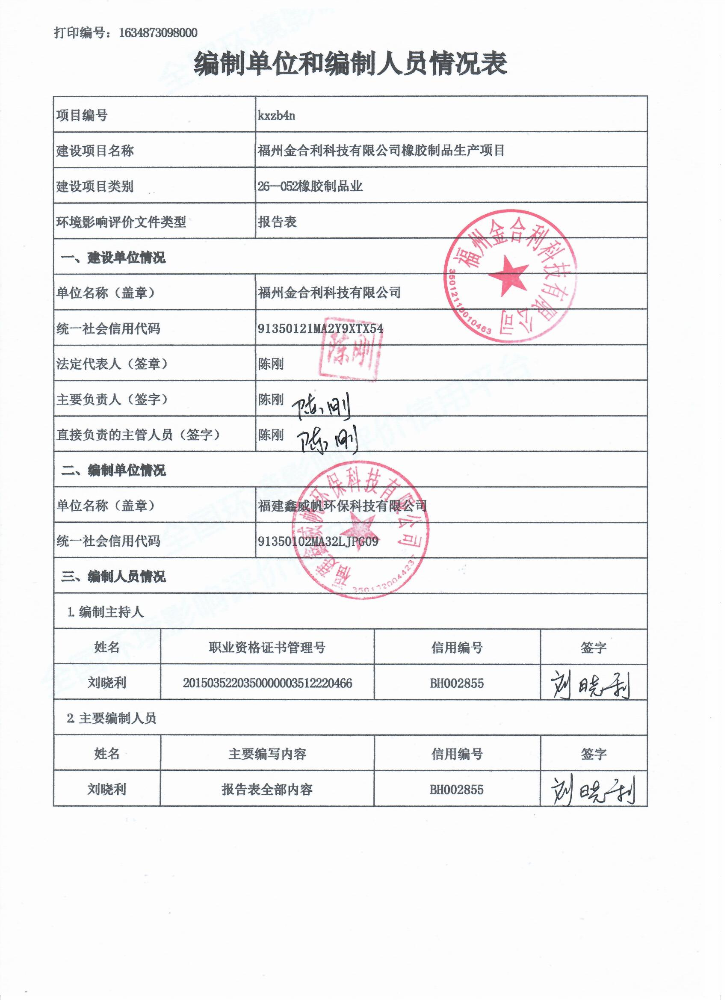 打印编号：1634873098000
编制单位和编制人员情况表
项目编号 kxzb4n
建设项目名称 福州金合利科技有限公司橡胶制品生产项目
建设项目类别 26—052橡胶制品业
环境影响评价文件类型 报告表
一、建设单位情况
单位名称（盖章） 福州金合利科技有限公司
统一社会信用代码 91350121MA2Y9XTX54
法定代表人（签章） 陈刚 陈刚
主要负责人（签字） 陈刚 陈刚
直接负责的主管人员（签字） 陈刚 陈刚
福州金合利科技有限公司
35012110010463
二、编制单位情况
单位名称（盖章） 福建鑫威帆环保科技有限公司
统一社会信用代码 91350102MA32LJPG09
福建鑫威帆环保科技有限公司
三、编制人员情况
1. 编制主持人
姓名 职业资格证书管理号 信用编号 签字
刘晓利 2015035220350000003512220466 BH002855 刘晓利
2. 主要编制人员
姓名 主要编写内容 信用编号 签字
刘晓利 报告表全部内容 BH002855 刘晓利
全国环境影响评价信用平台